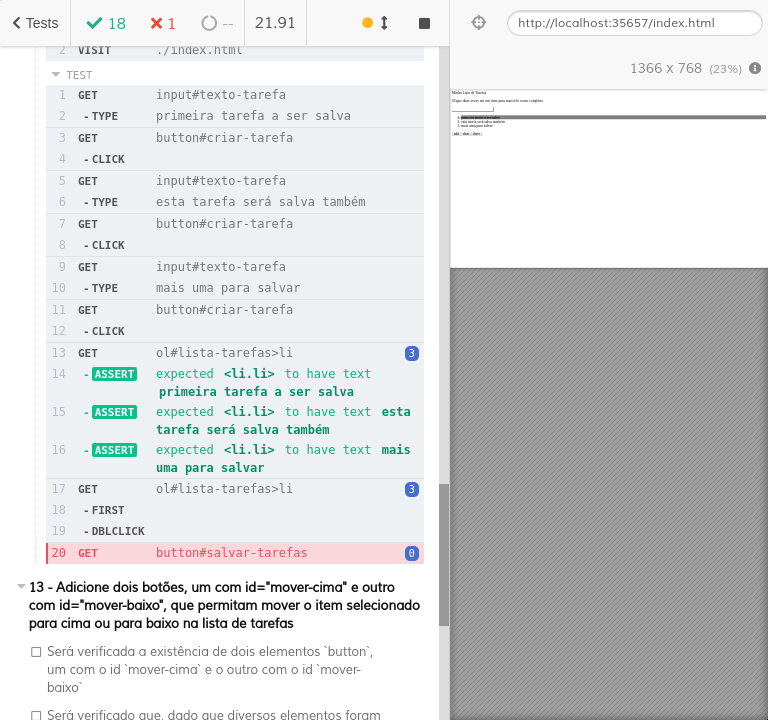 Tests 18 1 -- 21.91
http://localhost:35657/index.html
1366 x 768 (23%)
2 VISIT ./index.html
TEST
1 GET input#texto-tarefa
2 -TYPE primeira tarefa a ser salva
3 GET button#criar-tarefa
4 -CLICK
5 GET input#texto-tarefa
6 -TYPE esta tarefa será salva também
7 GET button#criar-tarefa
8 -CLICK
9 GET input#texto-tarefa
10 -TYPE mais uma para salvar
11 GET button#criar-tarefa
12 -CLICK
13 GET ol#lista-tarefas>li 3
14 -ASSERT expected <li.li> to have text
primeira tarefa a ser salva
15 -ASSERT expected <li.li> to have text esta
tarefa será salva também
16 -ASSERT expected <li.li> to have text mais
uma para salvar
17 GET ol#lista-tarefas>li 3
18 -FIRST
19 -DBLCLICK
20 GET button#salvar-tarefas 0
13 - Adicione dois botões, um com id="mover-cima" e outro
com id="mover-baixo", que permitam mover o item selecionado
para cima ou para baixo na lista de tarefas
Será verificada a existência de dois elementos `button`,
um com o id `mover-cima` e o outro com o id `mover-
baixo`
Será verificado que, dado que diversos elementos foram
Minha Lista de Tarefas